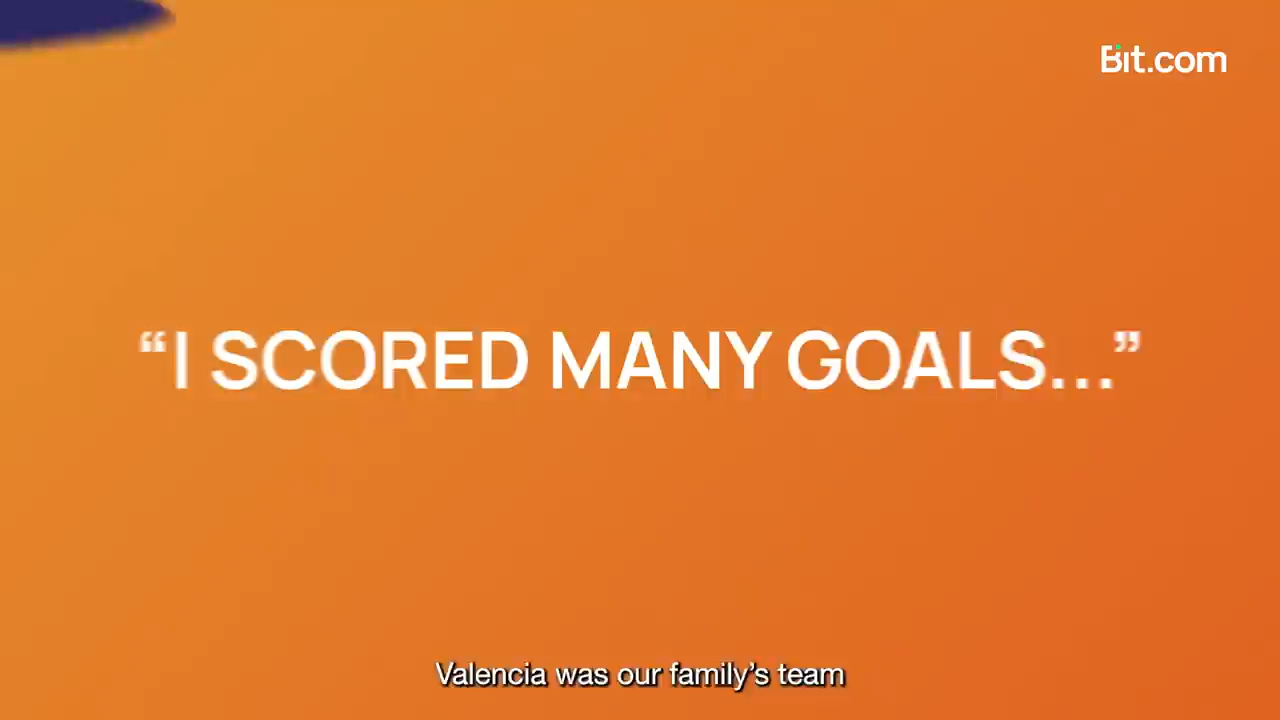 Bit.com
“I SCORED MANY GOALS...”
Valencia was our family’s team